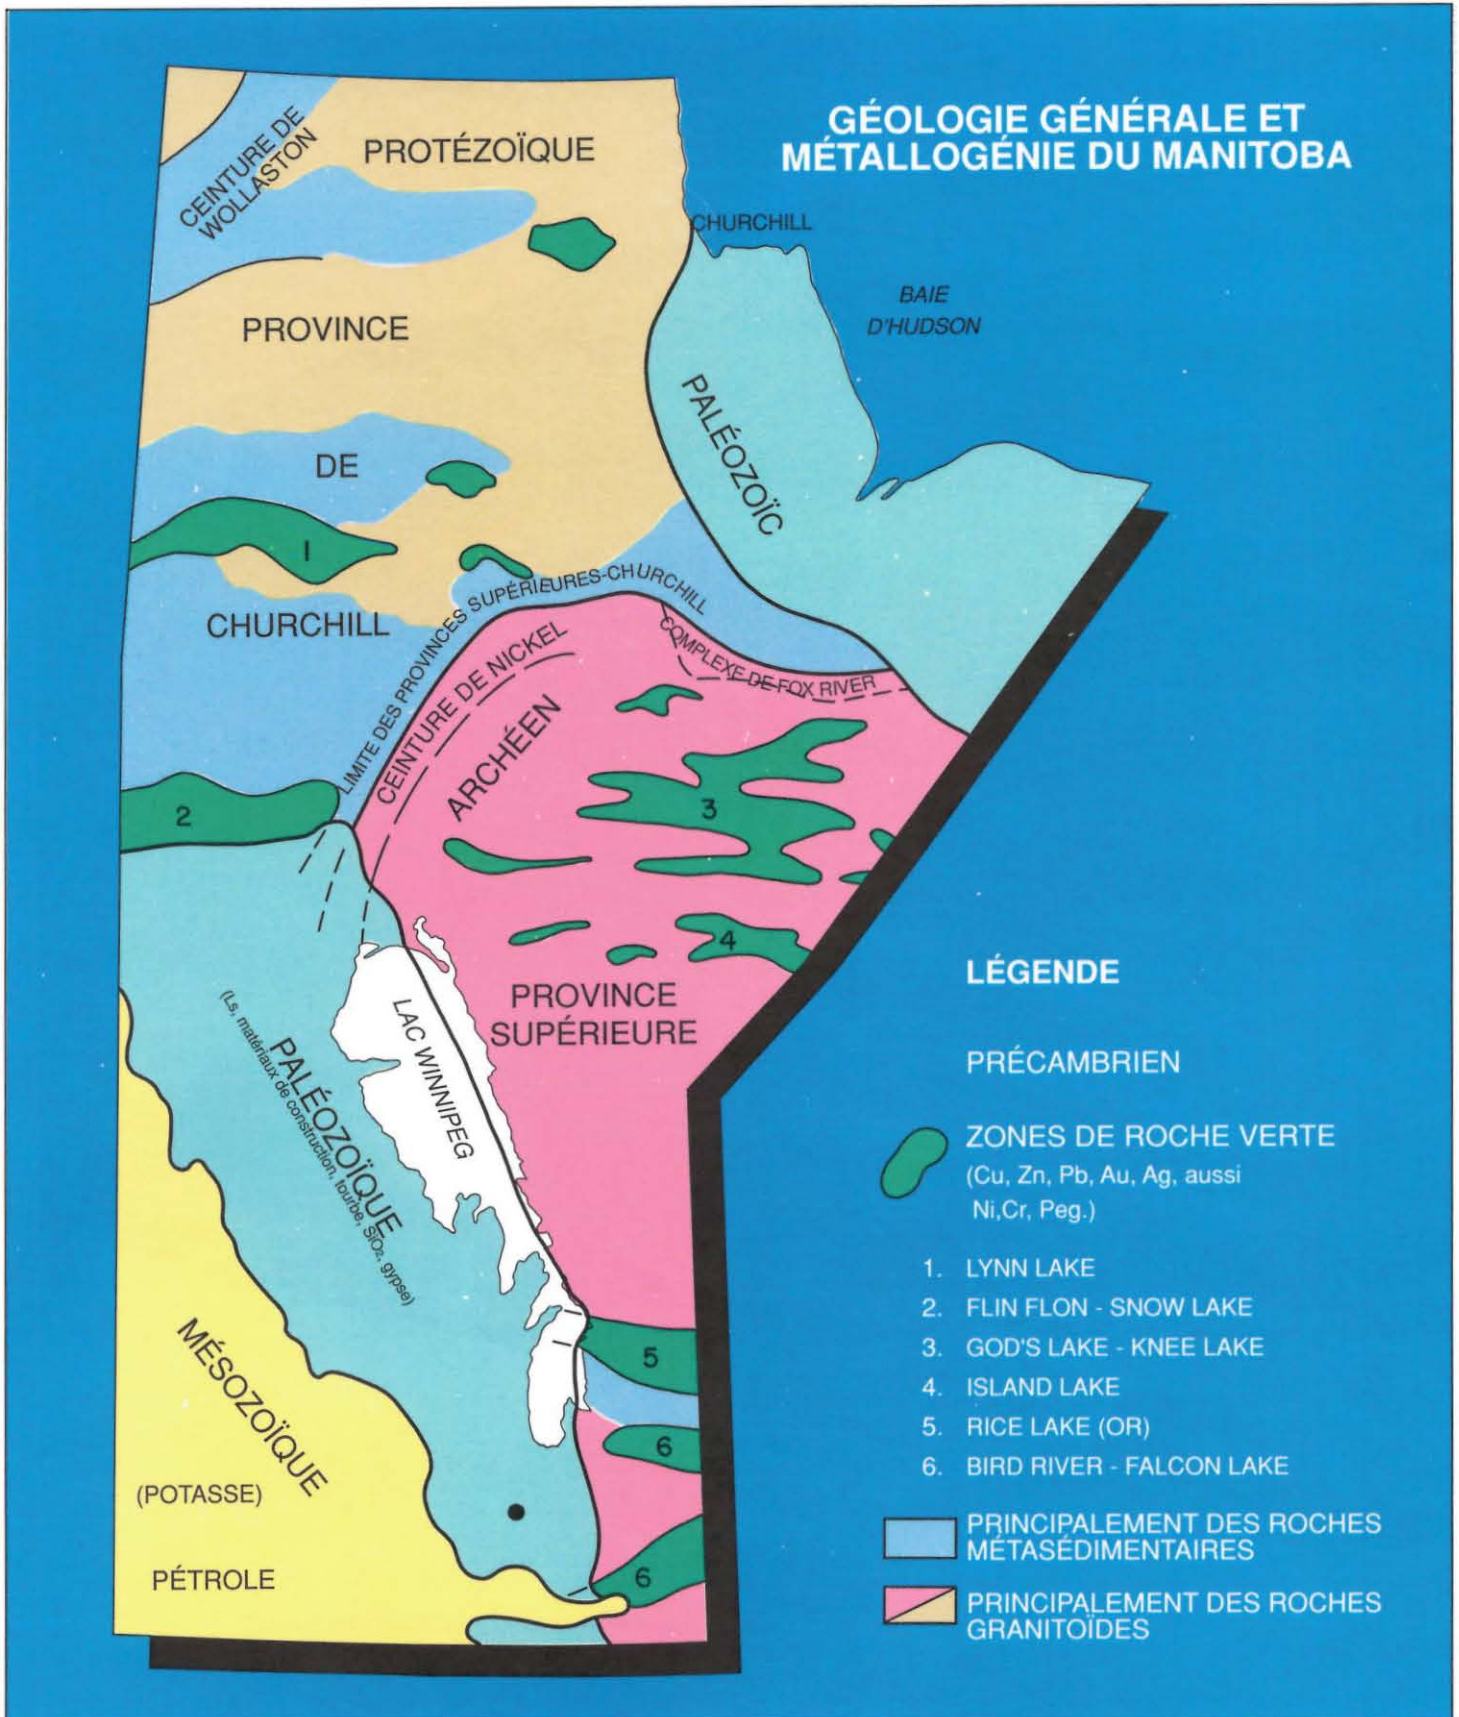 GÉOLOGIE GÉNÉRALE ET
MÉTALLOGÉNIE DU MANITOBA
CEINTURE DE
WOLLASTON
PROTÉZOÏQUE
CHURCHILL
BAIE
D'HUDSON
PROVINCE
PALÉOZOÏC
DE
1
CHURCHILL
LIMITE DES PROVINCES SUPÉRIEURES-CHURCHILL
CEINTURE DE NICKEL
COMPLEXE DE FOX RIVER
ARCHÉEN
2
3
4
PROVINCE
SUPÉRIEURE
LAC WINNIPEG
PALÉOZOÏQUE
(Ls, matériaux de construction, tourbe, SiO2, gypse)
MÉSOZOÏQUE
(POTASSE)
PÉTROLE
5
6
6
LÉGENDE
PRÉCAMBRIEN
ZONES DE ROCHE VERTE
(Cu, Zn, Pb, Au, Ag, aussi
Ni,Cr, Peg.)
1. LYNN LAKE
2. FLIN FLON - SNOW LAKE
3. GOD'S LAKE - KNEE LAKE
4. ISLAND LAKE
5. RICE LAKE (OR)
6. BIRD RIVER - FALCON LAKE
PRINCIPALEMENT DES ROCHES
MÉTASÉDIMENTAIRES
PRINCIPALEMENT DES ROCHES
GRANITOÏDES